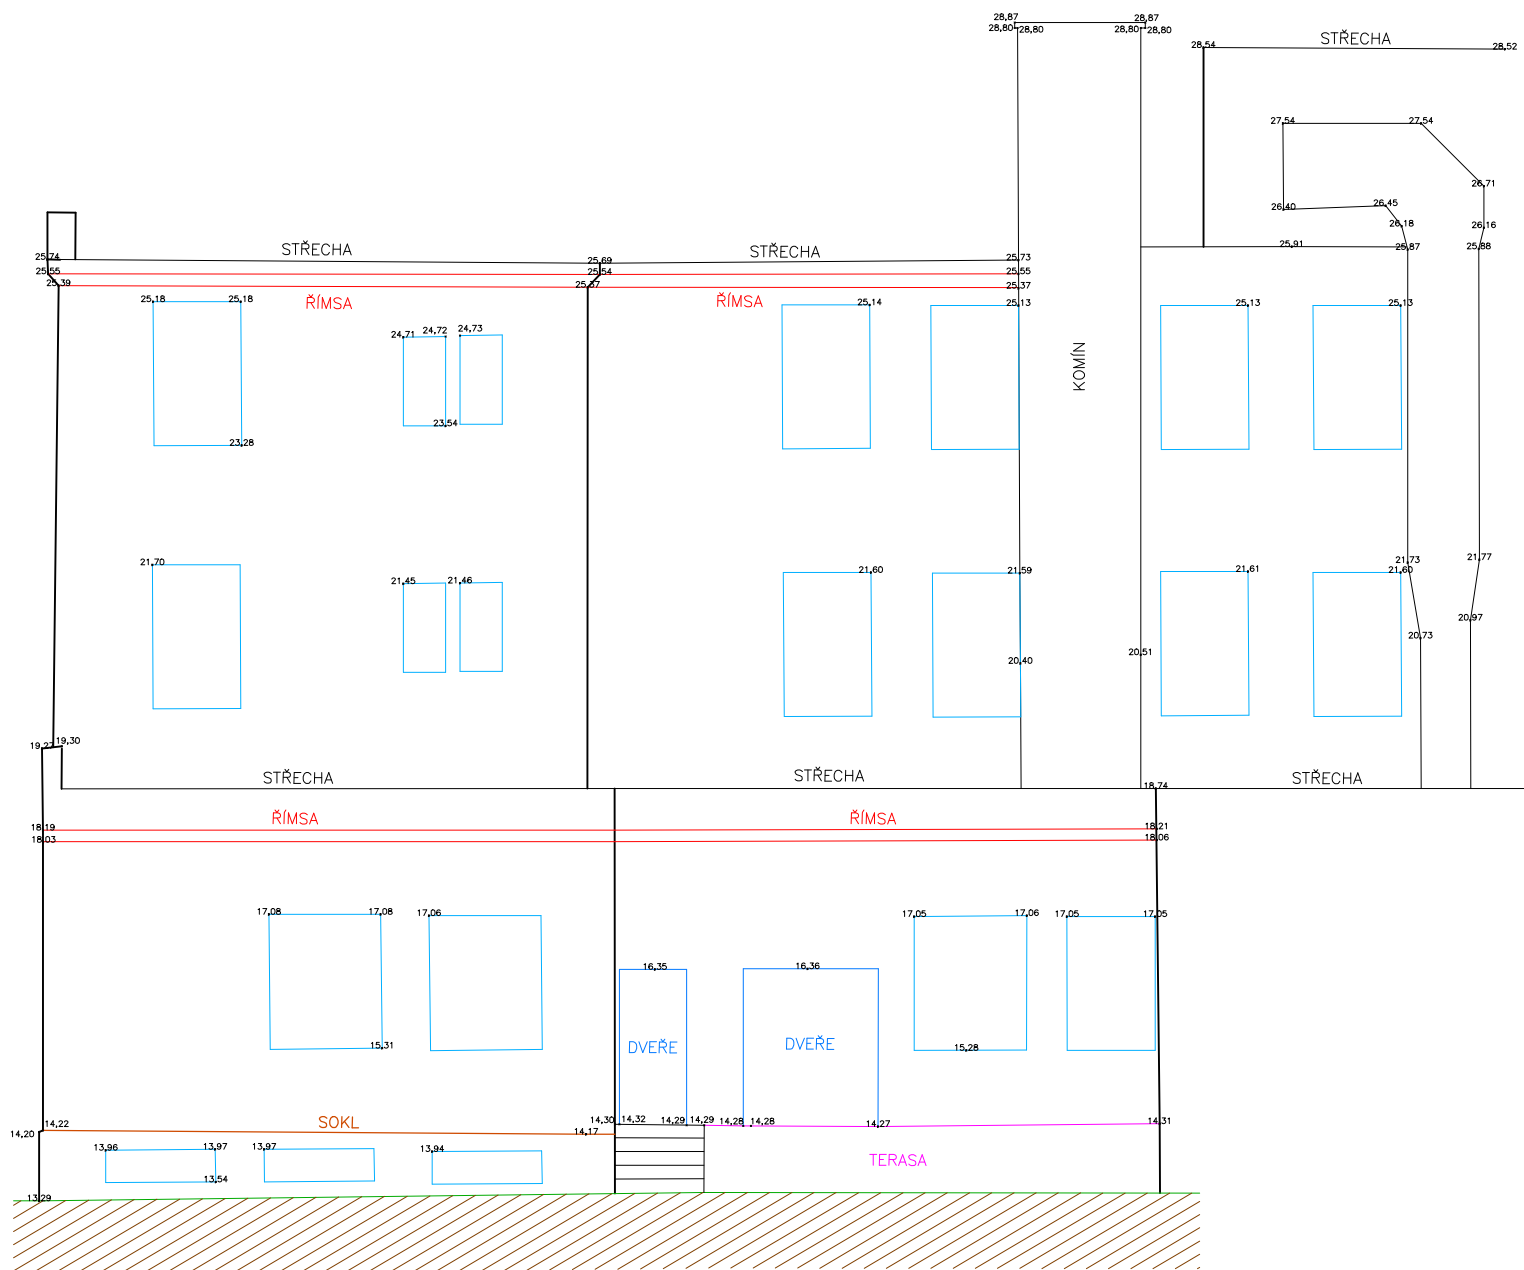 28,87 28,87
28,80 28,80 28,80 28,80
28,54 STŘECHA 28,52
27,54 27,54
26,71
26,40 26,45
26,18 26,16
25,91 25,87 25,88
25,74 STŘECHA 25,69 STŘECHA 25,73
25,55 25,54 25,55
25,39 25,37 25,37
25,18 25,18 ŘÍMSA ŘÍMSA 25,14 25,13 25,13 25,13
24,71 24,72 24,73
KOMÍN
23,54
23,28
21,70 21,73 21,77
21,45 21,46 21,60 21,59 21,61 21,60
20,97
20,73
20,40 20,51
19,27 19,30
STŘECHA STŘECHA STŘECHA
18,74
18,19 ŘÍMSA ŘÍMSA 18,21
18,03 18,06
17,08 17,08 17,06 17,05 17,06 17,05 17,05
16,35 16,36
15,31 DVEŘE DVEŘE 15,28
14,20 14,22 SOKL 14,17 14,30 14,32 14,29 14,29 14,28 14,28 14,27 14,31
13,96 13,97 13,97 13,94
TERASA
13,54
13,29